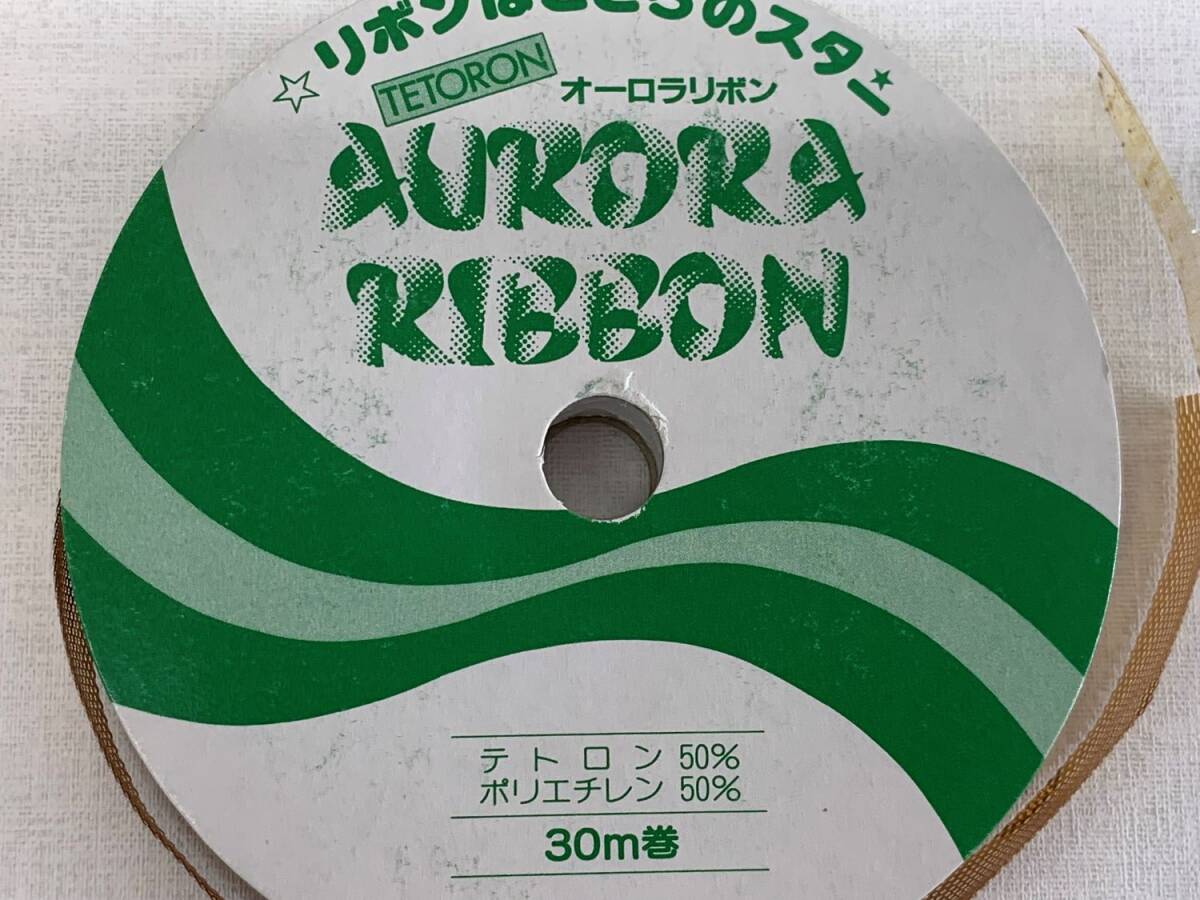 ☆リボンはこころのスター★
TETORON
オーロラリボン
AURORA
RIBBON
テトロン 50%
ポリエチレン 50%
30m巻